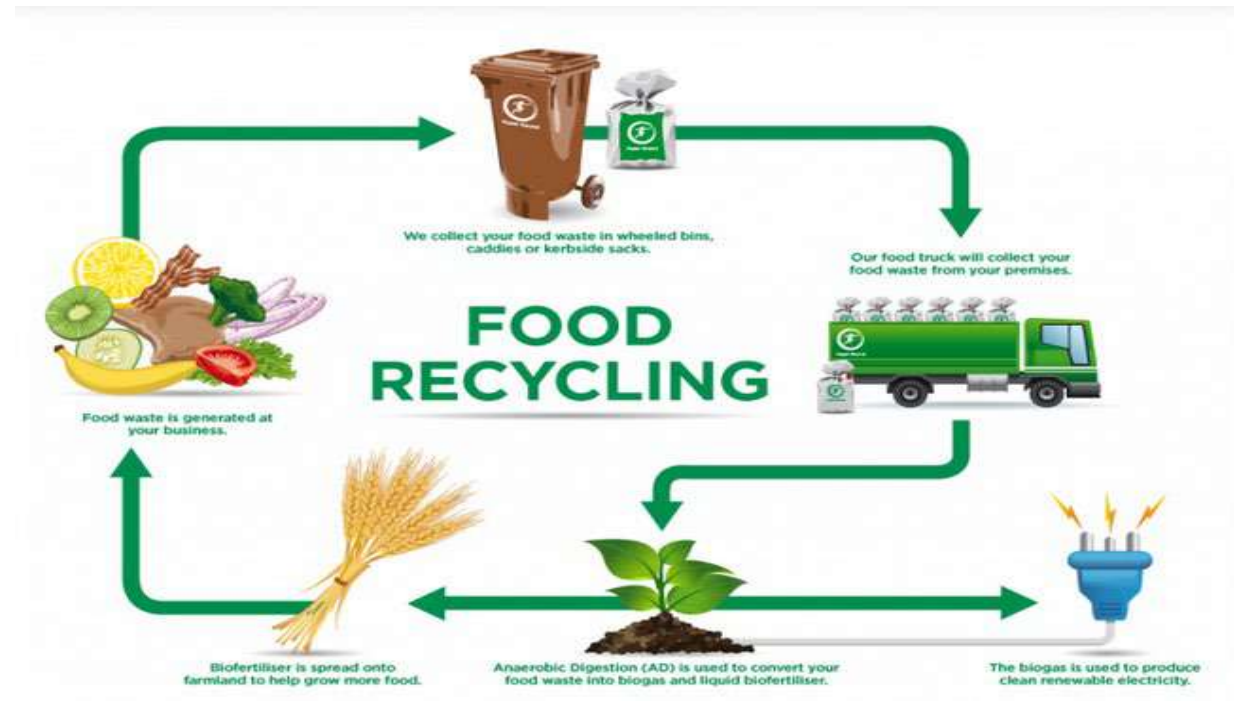 We collect your food waste in wheeled bins,
caddies or kerbside sacks.
Our food truck will collect your
food waste from your premises.
FOOD
RECYCLING
Food waste is generated at
your business.
Biofertiliser is spread onto
farmland to help grow more food.
Anaerobic Digestion (AD) is used to convert your
food waste into biogas and liquid biofertiliser.
The biogas is used to produce
clean renewable electricity.